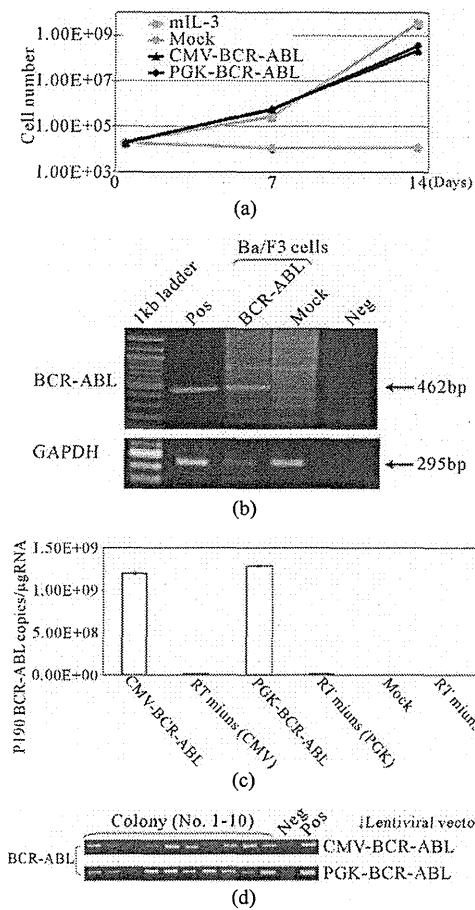 mIL-3
Mock
CMV-BCR-ABL
PGK-BCR-ABL
Cell number
1.00E+09
1.00E+07
1.00E+05
1.00E+03
0
7
14(Days)
(a)
Ba/F3 cells
1kb ladder
Pos
BCR-ABL
Mock
Neg
BCR-ABL
462bp
GAPDH
295bp
(b)
P190 BCR-ABL copies/µgRNA
1.50E+09
1.00E+09
5.00E+08
0.00E+00
CMV-BCR-ABL
RT miuns (CMV)
PGK-BCR-ABL
RT miuns (PGK)
Mock
RT miuns
(c)
Colony (No. 1-10)
Neg
Pos
Lentiviral vecto
BCR-ABL
CMV-BCR-ABL
PGK-BCR-ABL
(d)